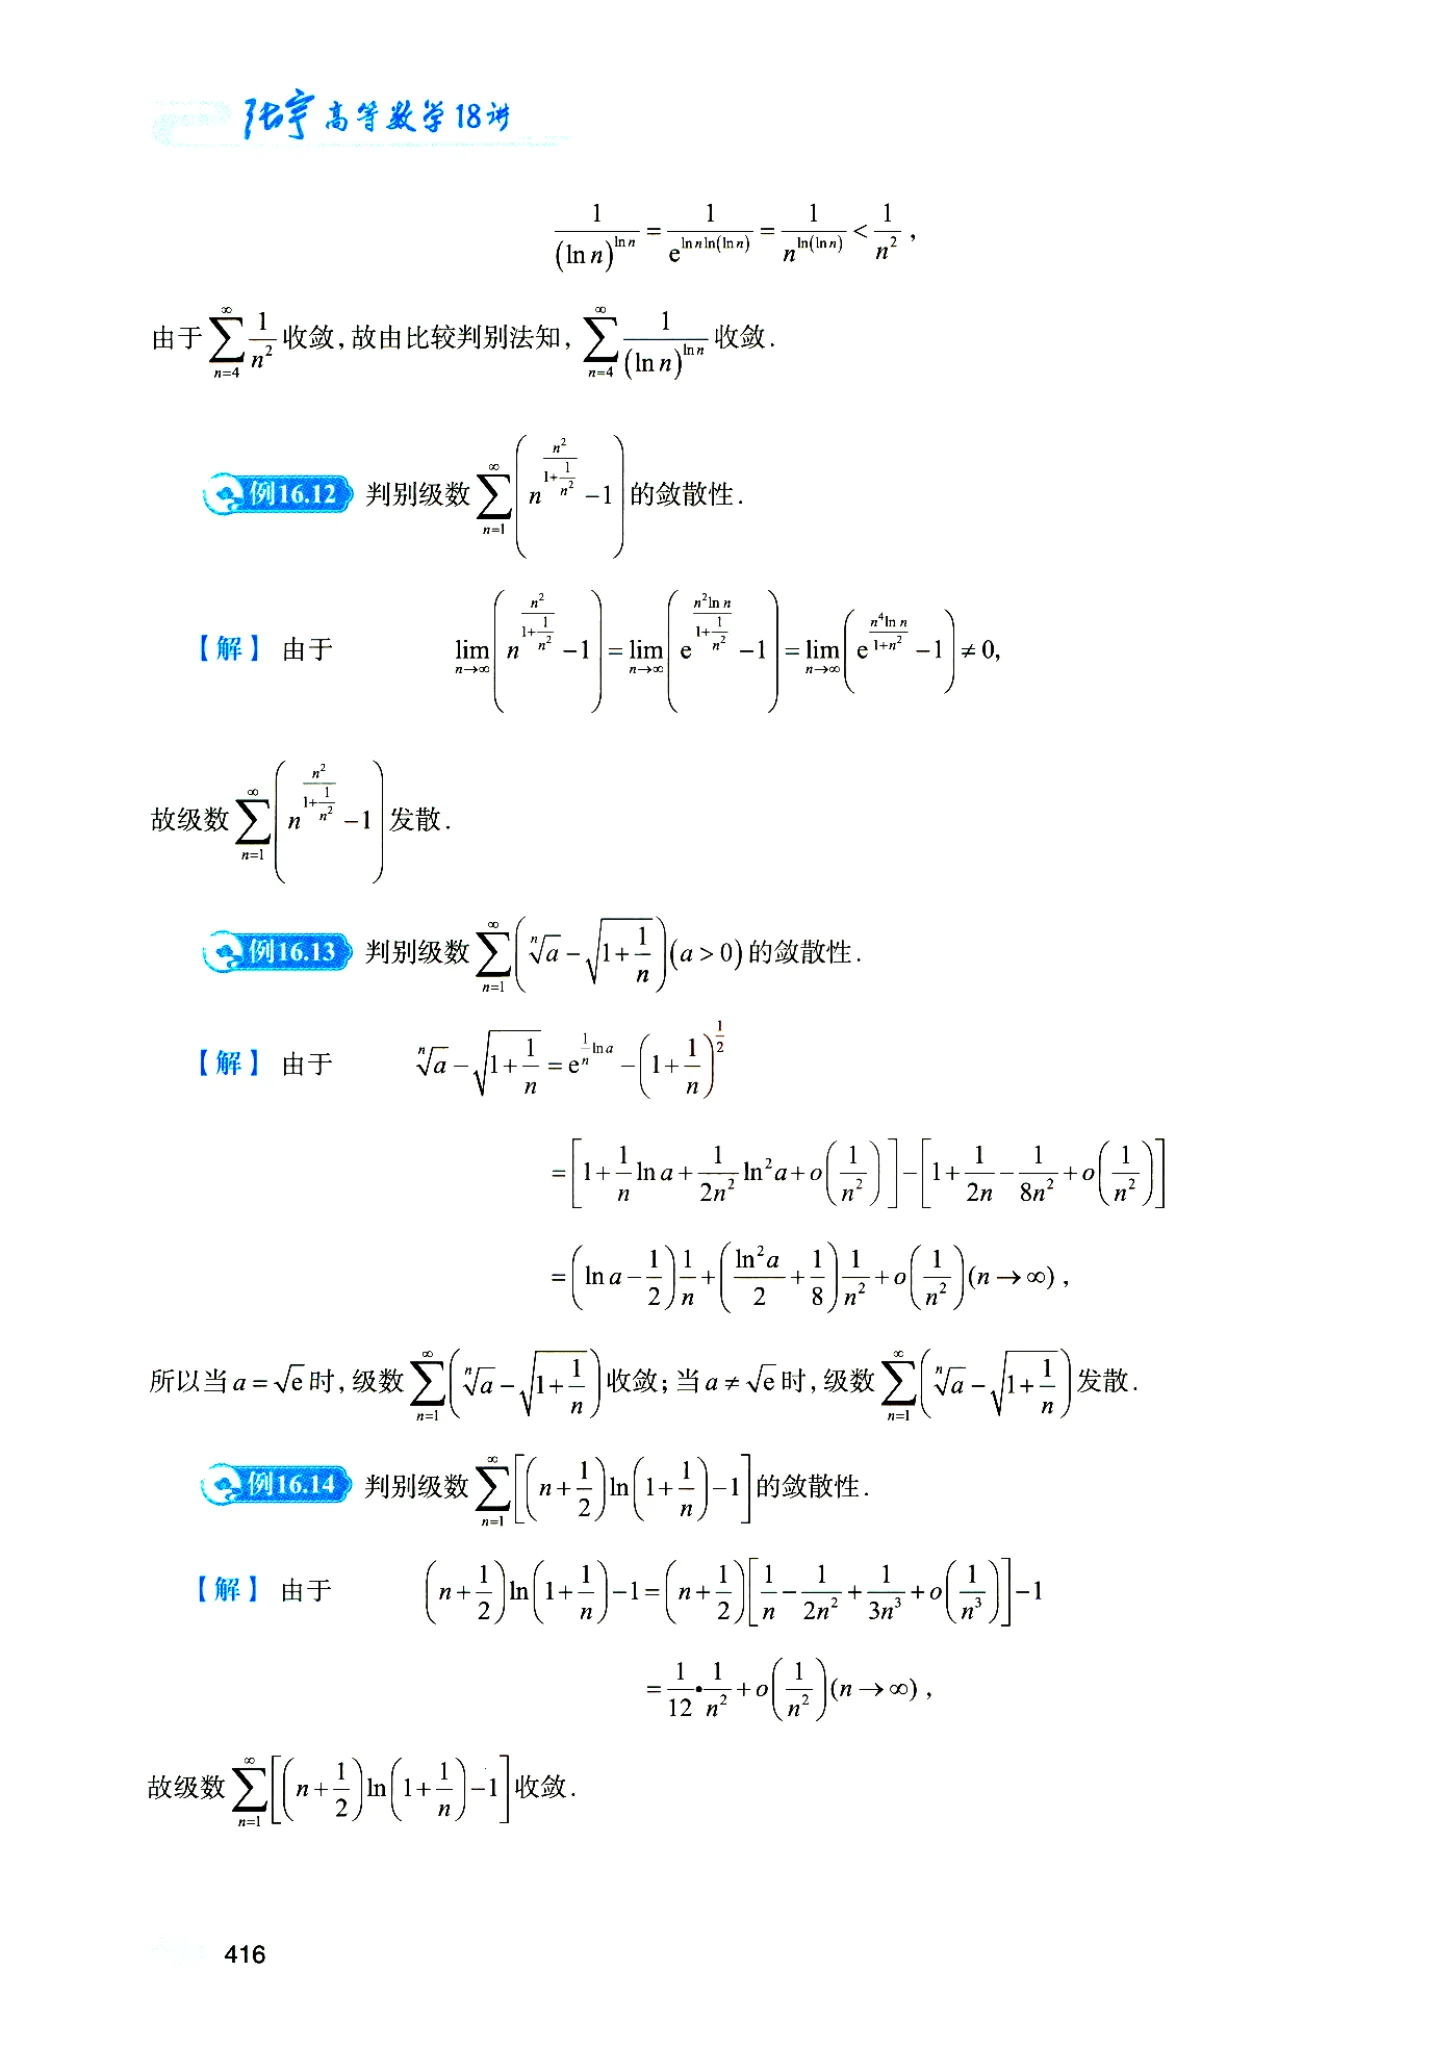 张宇高等数学18讲
$\frac{1}{(\ln n)^{\ln n}}=\frac{1}{e^{\ln n\ln(\ln n)}}=\frac{1}{n^{\ln(\ln n)}}<\frac{1}{n^2}$,
由于$\sum_{n=4}^{\infty}\frac{1}{n^2}$收敛,故由比较判别法知,$\sum_{n=4}^{\infty}\frac{1}{(\ln n)^{\ln n}}$收敛.
例16.12 判别级数$\sum_{n=1}^{\infty}\left(n^{\frac{n^2}{1+\frac{1}{n^2}}}-1\right)$的敛散性.
【解】由于 $\lim_{n\to\infty}\left(n^{\frac{n^2}{1+\frac{1}{n^2}}}-1\right)=\lim_{n\to\infty}\left(e^{\frac{n^2\ln n}{1+\frac{1}{n^2}}}-1\right)=\lim_{n\to\infty}\left(e^{\frac{n^4\ln n}{1+n^2}}-1\right)\neq 0,$
故级数$\sum_{n=1}^{\infty}\left(n^{\frac{n^2}{1+\frac{1}{n^2}}}-1\right)$发散.
例16.13 判别级数$\sum_{n=1}^{\infty}\left(\sqrt[n]{a}-\sqrt{1+\frac{1}{n}}\right)(a>0)$的敛散性.
【解】由于 $\sqrt[n]{a}-\sqrt{1+\frac{1}{n}}=e^{\frac{1}{n}\ln a}-\left(1+\frac{1}{n}\right)^{\frac{1}{2}}$
$=\left[1+\frac{1}{n}\ln a+\frac{1}{2n^2}\ln^2 a+o\left(\frac{1}{n^2}\right)\right]-\left[1+\frac{1}{2n}-\frac{1}{8n^2}+o\left(\frac{1}{n^2}\right)\right]$
$=\left(\ln a-\frac{1}{2}\right)\frac{1}{n}+\left(\frac{\ln^2 a}{2}+\frac{1}{8}\right)\frac{1}{n^2}+o\left(\frac{1}{n^2}\right)(n\to\infty)$,
所以当$a=\sqrt{e}$时,级数$\sum_{n=1}^{\infty}\left(\sqrt[n]{a}-\sqrt{1+\frac{1}{n}}\right)$收敛;当$a\neq\sqrt{e}$时,级数$\sum_{n=1}^{\infty}\left(\sqrt[n]{a}-\sqrt{1+\frac{1}{n}}\right)$发散.
例16.14 判别级数$\sum_{n=1}^{\infty}\left[\left(n+\frac{1}{2}\right)\ln\left(1+\frac{1}{n}\right)-1\right]$的敛散性.
【解】由于 $\left(n+\frac{1}{2}\right)\ln\left(1+\frac{1}{n}\right)-1=\left(n+\frac{1}{2}\right)\left[\frac{1}{n}-\frac{1}{2n^2}+\frac{1}{3n^3}+o\left(\frac{1}{n^3}\right)\right]-1$
$=\frac{1}{12}\cdot\frac{1}{n^2}+o\left(\frac{1}{n^2}\right)(n\to\infty)$,
故级数$\sum_{n=1}^{\infty}\left[\left(n+\frac{1}{2}\right)\ln\left(1+\frac{1}{n}\right)-1\right]$收敛.
416